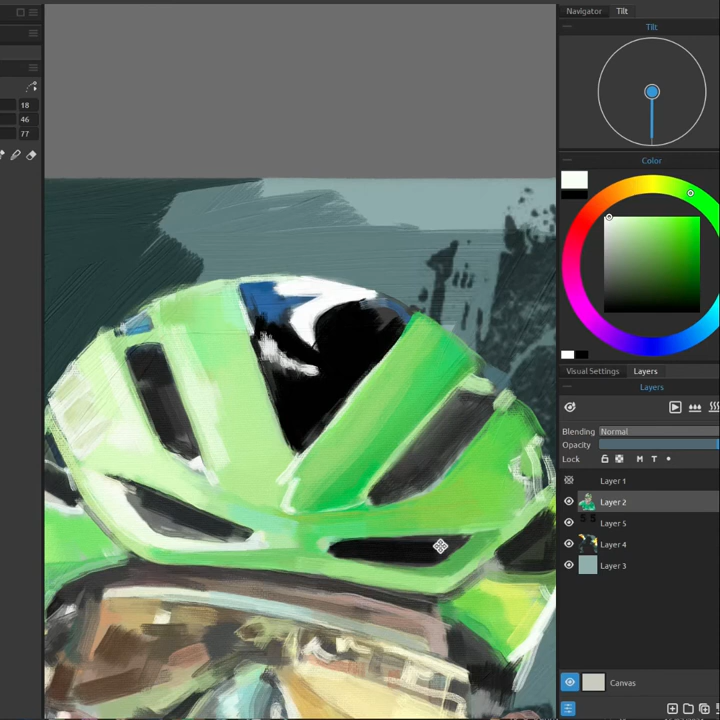 Navigator Tilt
Tilt
18
46
77
Color
Visual Settings Layers
Layers
Blending Normal
Opacity
Lock M T
Layer 1
Layer 2
Layer 5
Layer 4
Layer 3
Canvas